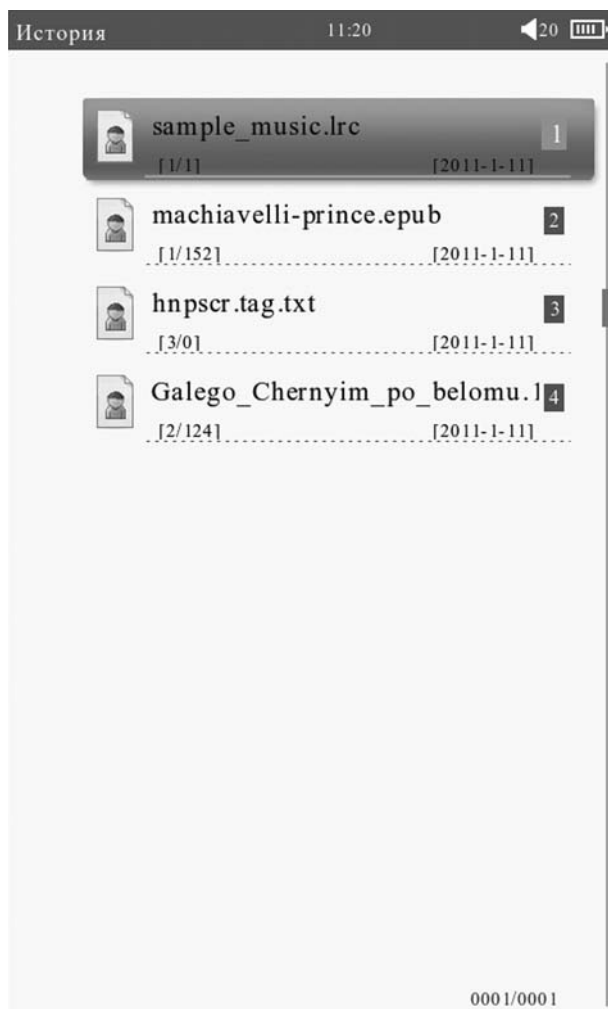 История 11:20 20
sample_music.lrc 1
[1/1] [2011-1-11]
machiavelli-prince.epub 2
[1/152] [2011-1-11]
hnpscr.tag.txt 3
[3/0] [2011-1-11]
Galego_Chernyim_po_belomu.1 4
[2/124] [2011-1-11]
0001/0001